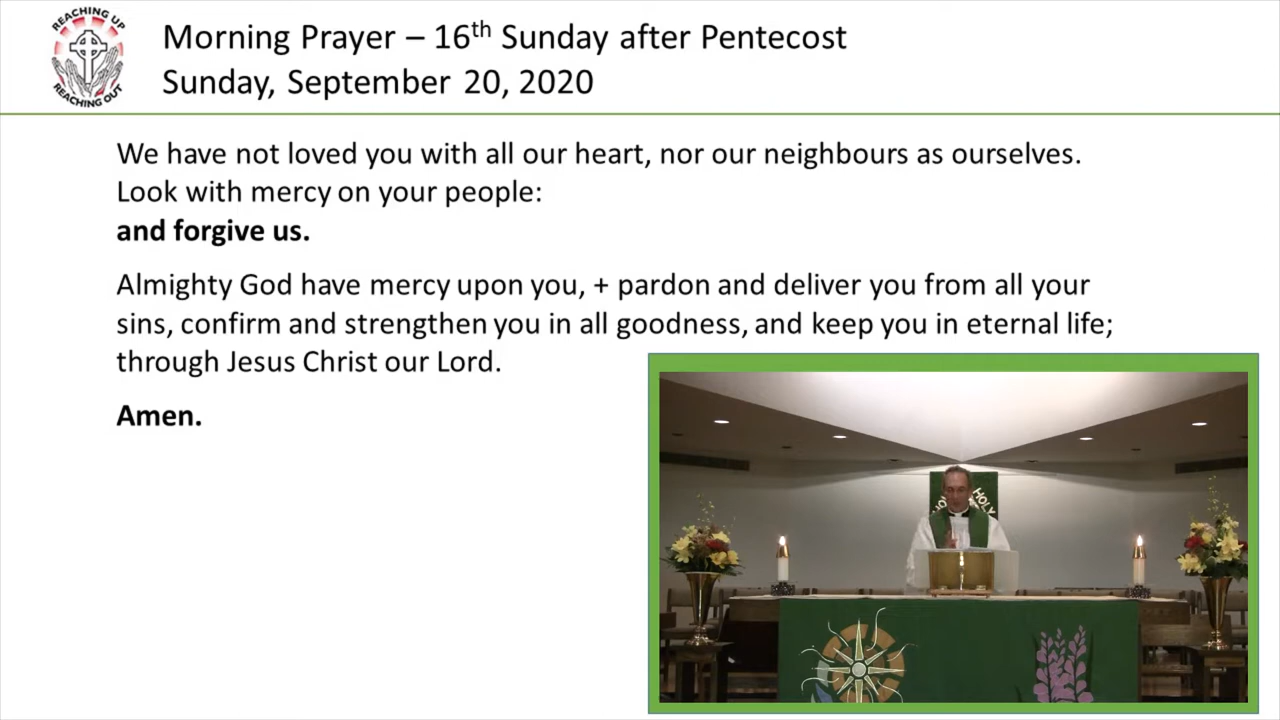 REACHING UP
REACHING OUT
Morning Prayer – 16th Sunday after Pentecost
Sunday, September 20, 2020
We have not loved you with all our heart, nor our neighbours as ourselves.
Look with mercy on your people:
and forgive us.
Almighty God have mercy upon you, + pardon and deliver you from all your
sins, confirm and strengthen you in all goodness, and keep you in eternal life;
through Jesus Christ our Lord.
Amen.
HOLY